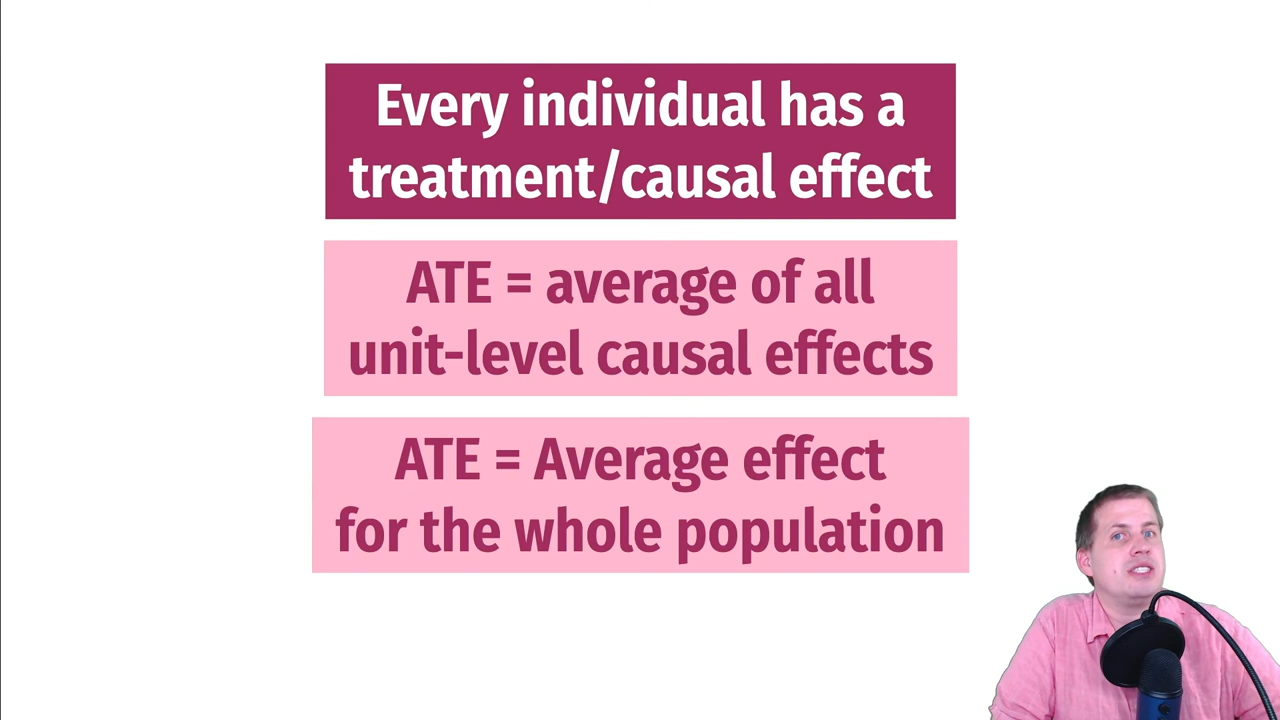 Every individual has a
treatment/causal effect
ATE = average of all
unit-level causal effects
ATE = Average effect
for the whole population